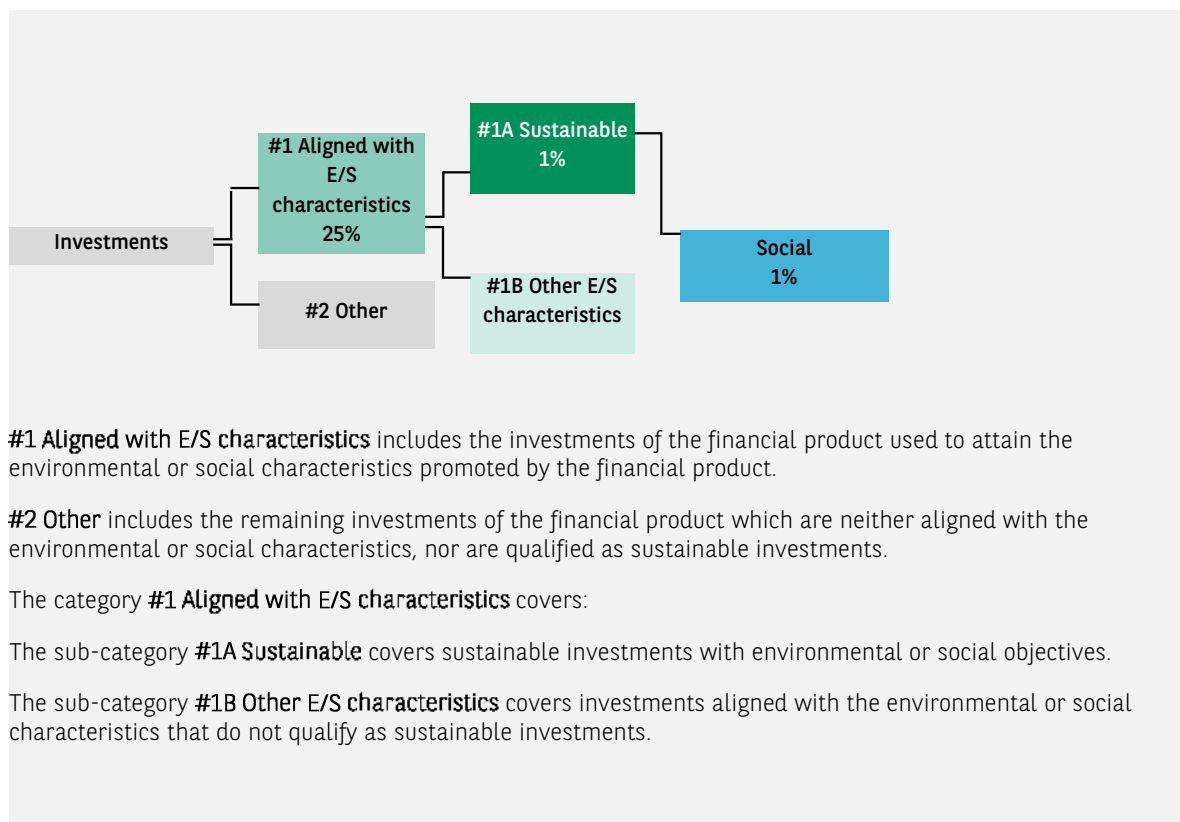 #1A Sustainable
1%
#1 Aligned with
E/S
characteristics
25%
Investments
Social
1%
#1B Other E/S
characteristics
#2 Other
#1 Aligned with E/S characteristics includes the investments of the financial product used to attain the
environmental or social characteristics promoted by the financial product.
#2 Other includes the remaining investments of the financial product which are neither aligned with the
environmental or social characteristics, nor are qualified as sustainable investments.
The category #1 Aligned with E/S characteristics covers:
The sub-category #1A Sustainable covers sustainable investments with environmental or social objectives.
The sub-category #1B Other E/S characteristics covers investments aligned with the environmental or social
characteristics that do not qualify as sustainable investments.